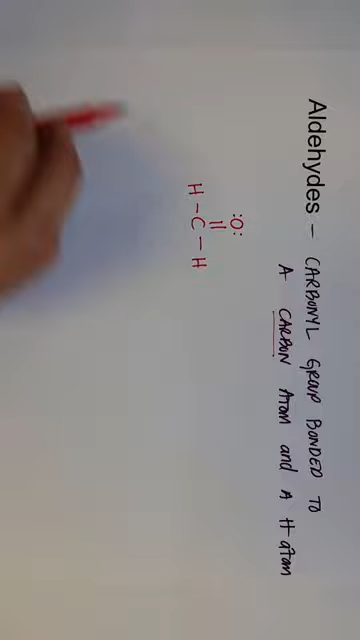 Aldehydes - CARBONYL GROUP BONDED TO
A CARBON ATOM and A H atom
:O:
||
H - C - H